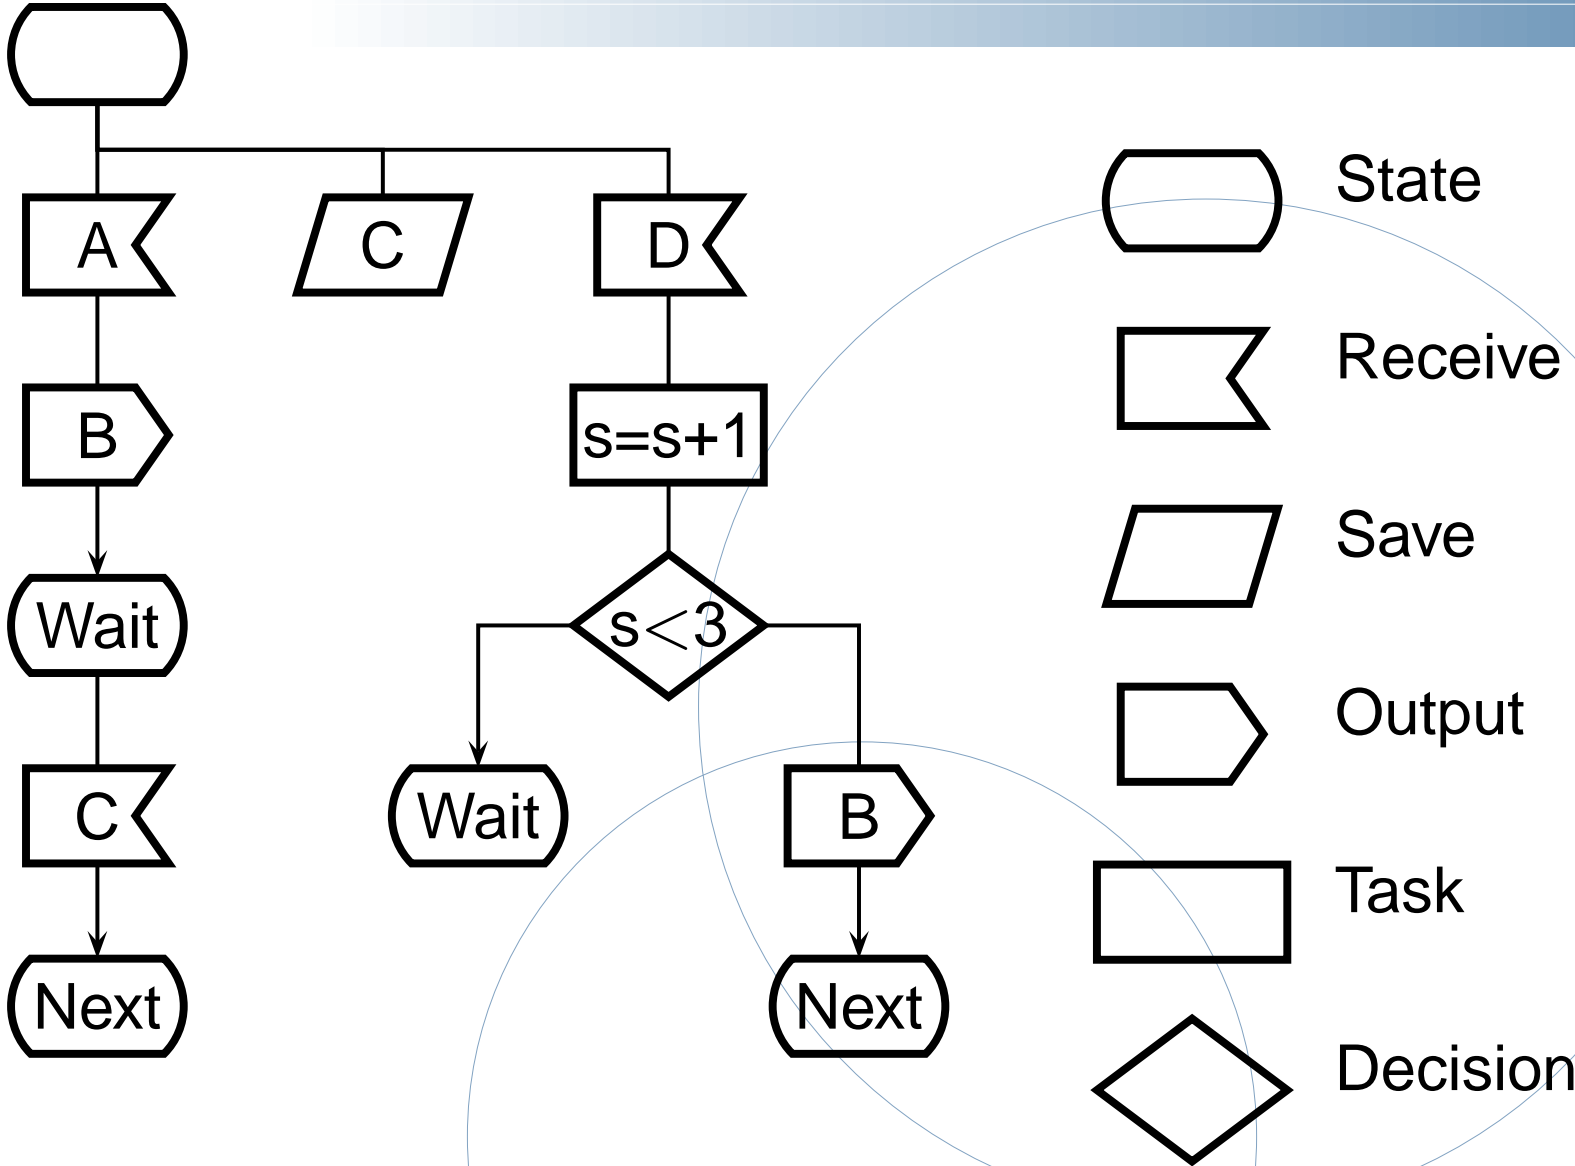 A
C
D
B
s=s+1
Wait
s<3
C
Wait
B
Next
Next
State
Receive
Save
Output
Task
Decision